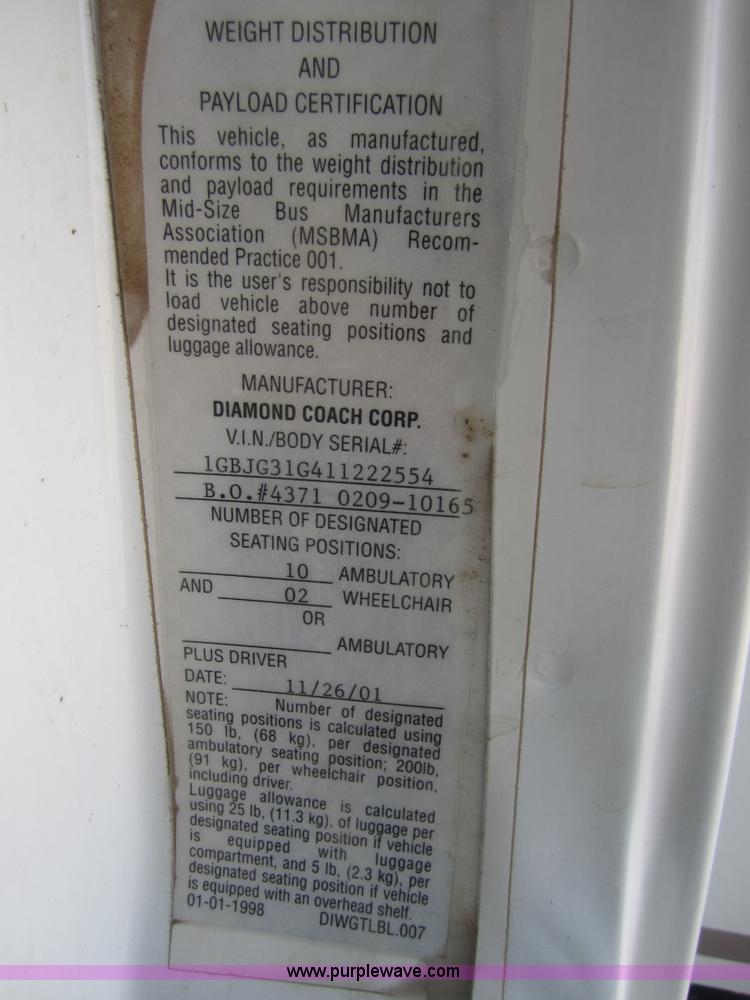 WEIGHT DISTRIBUTION
AND
PAYLOAD CERTIFICATION
This vehicle, as manufactured,
conforms to the weight distribution
and payload requirements in the
Mid-Size Bus Manufacturers
Association (MSBMA) Recom-
mended Practice 001.
It is the user's responsibility not to
load vehicle above number of
designated seating positions and
luggage allowance.
MANUFACTURER:
DIAMOND COACH CORP.
V.I.N./BODY SERIAL#:
1GBJG31G411222554
B.O.#4371 0209-10165
NUMBER OF DESIGNATED
SEATING POSITIONS:
10 AMBULATORY
AND 02 WHEELCHAIR
OR
AMBULATORY
PLUS DRIVER
DATE: 11/26/01
NOTE: Number of designated
seating positions is calculated using
150 lb, (68 kg), per designated
ambulatory seating position; 200lb,
(91 kg), per wheelchair position,
including driver.
Luggage allowance is calculated
using 25 lb, (11.3 kg), of luggage per
designated seating position if vehicle
is equipped with luggage
compartment, and 5 lb, (2.3 kg), per
designated seating position if vehicle
is equipped with an overhead shelf.
01-01-1998 DIWGTLBL.007
www.purplewave.com